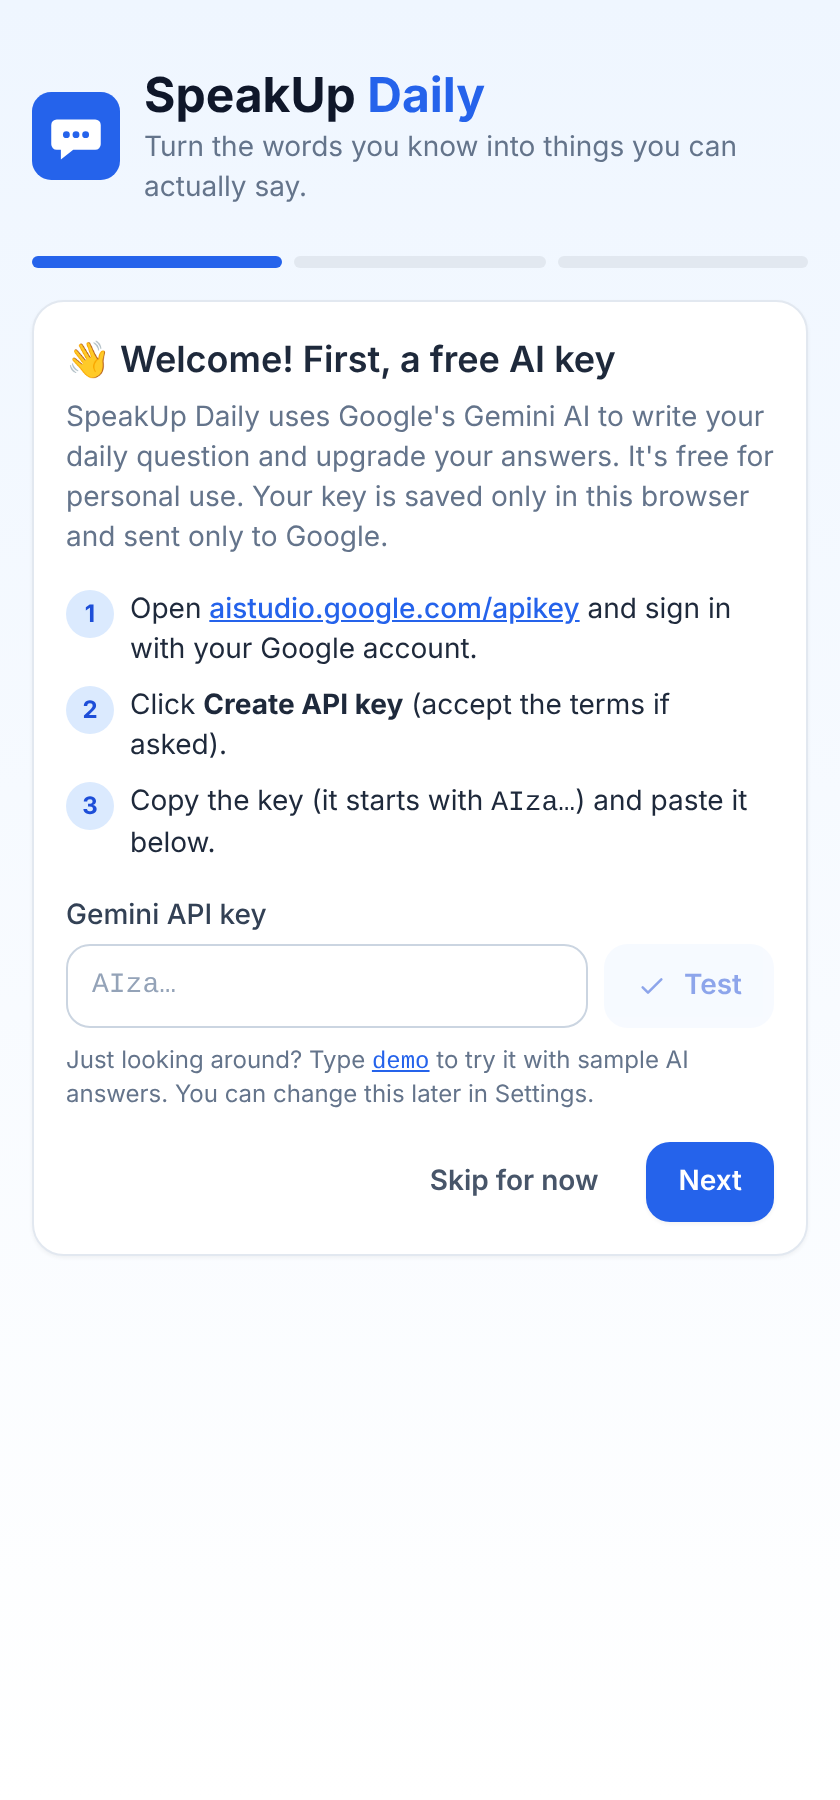 SpeakUp Daily
Turn the words you know into things you can
actually say.
👋 Welcome! First, a free AI key
SpeakUp Daily uses Google's Gemini AI to write your
daily question and upgrade your answers. It's free for
personal use. Your key is saved only in this browser
and sent only to Google.
1 Open aistudio.google.com/apikey and sign in
with your Google account.
2 Click Create API key (accept the terms if
asked).
3 Copy the key (it starts with AIza…) and paste it
below.
Gemini API key
AIza…
✓ Test
Just looking around? Type demo to try it with sample AI
answers. You can change this later in Settings.
Skip for now
Next